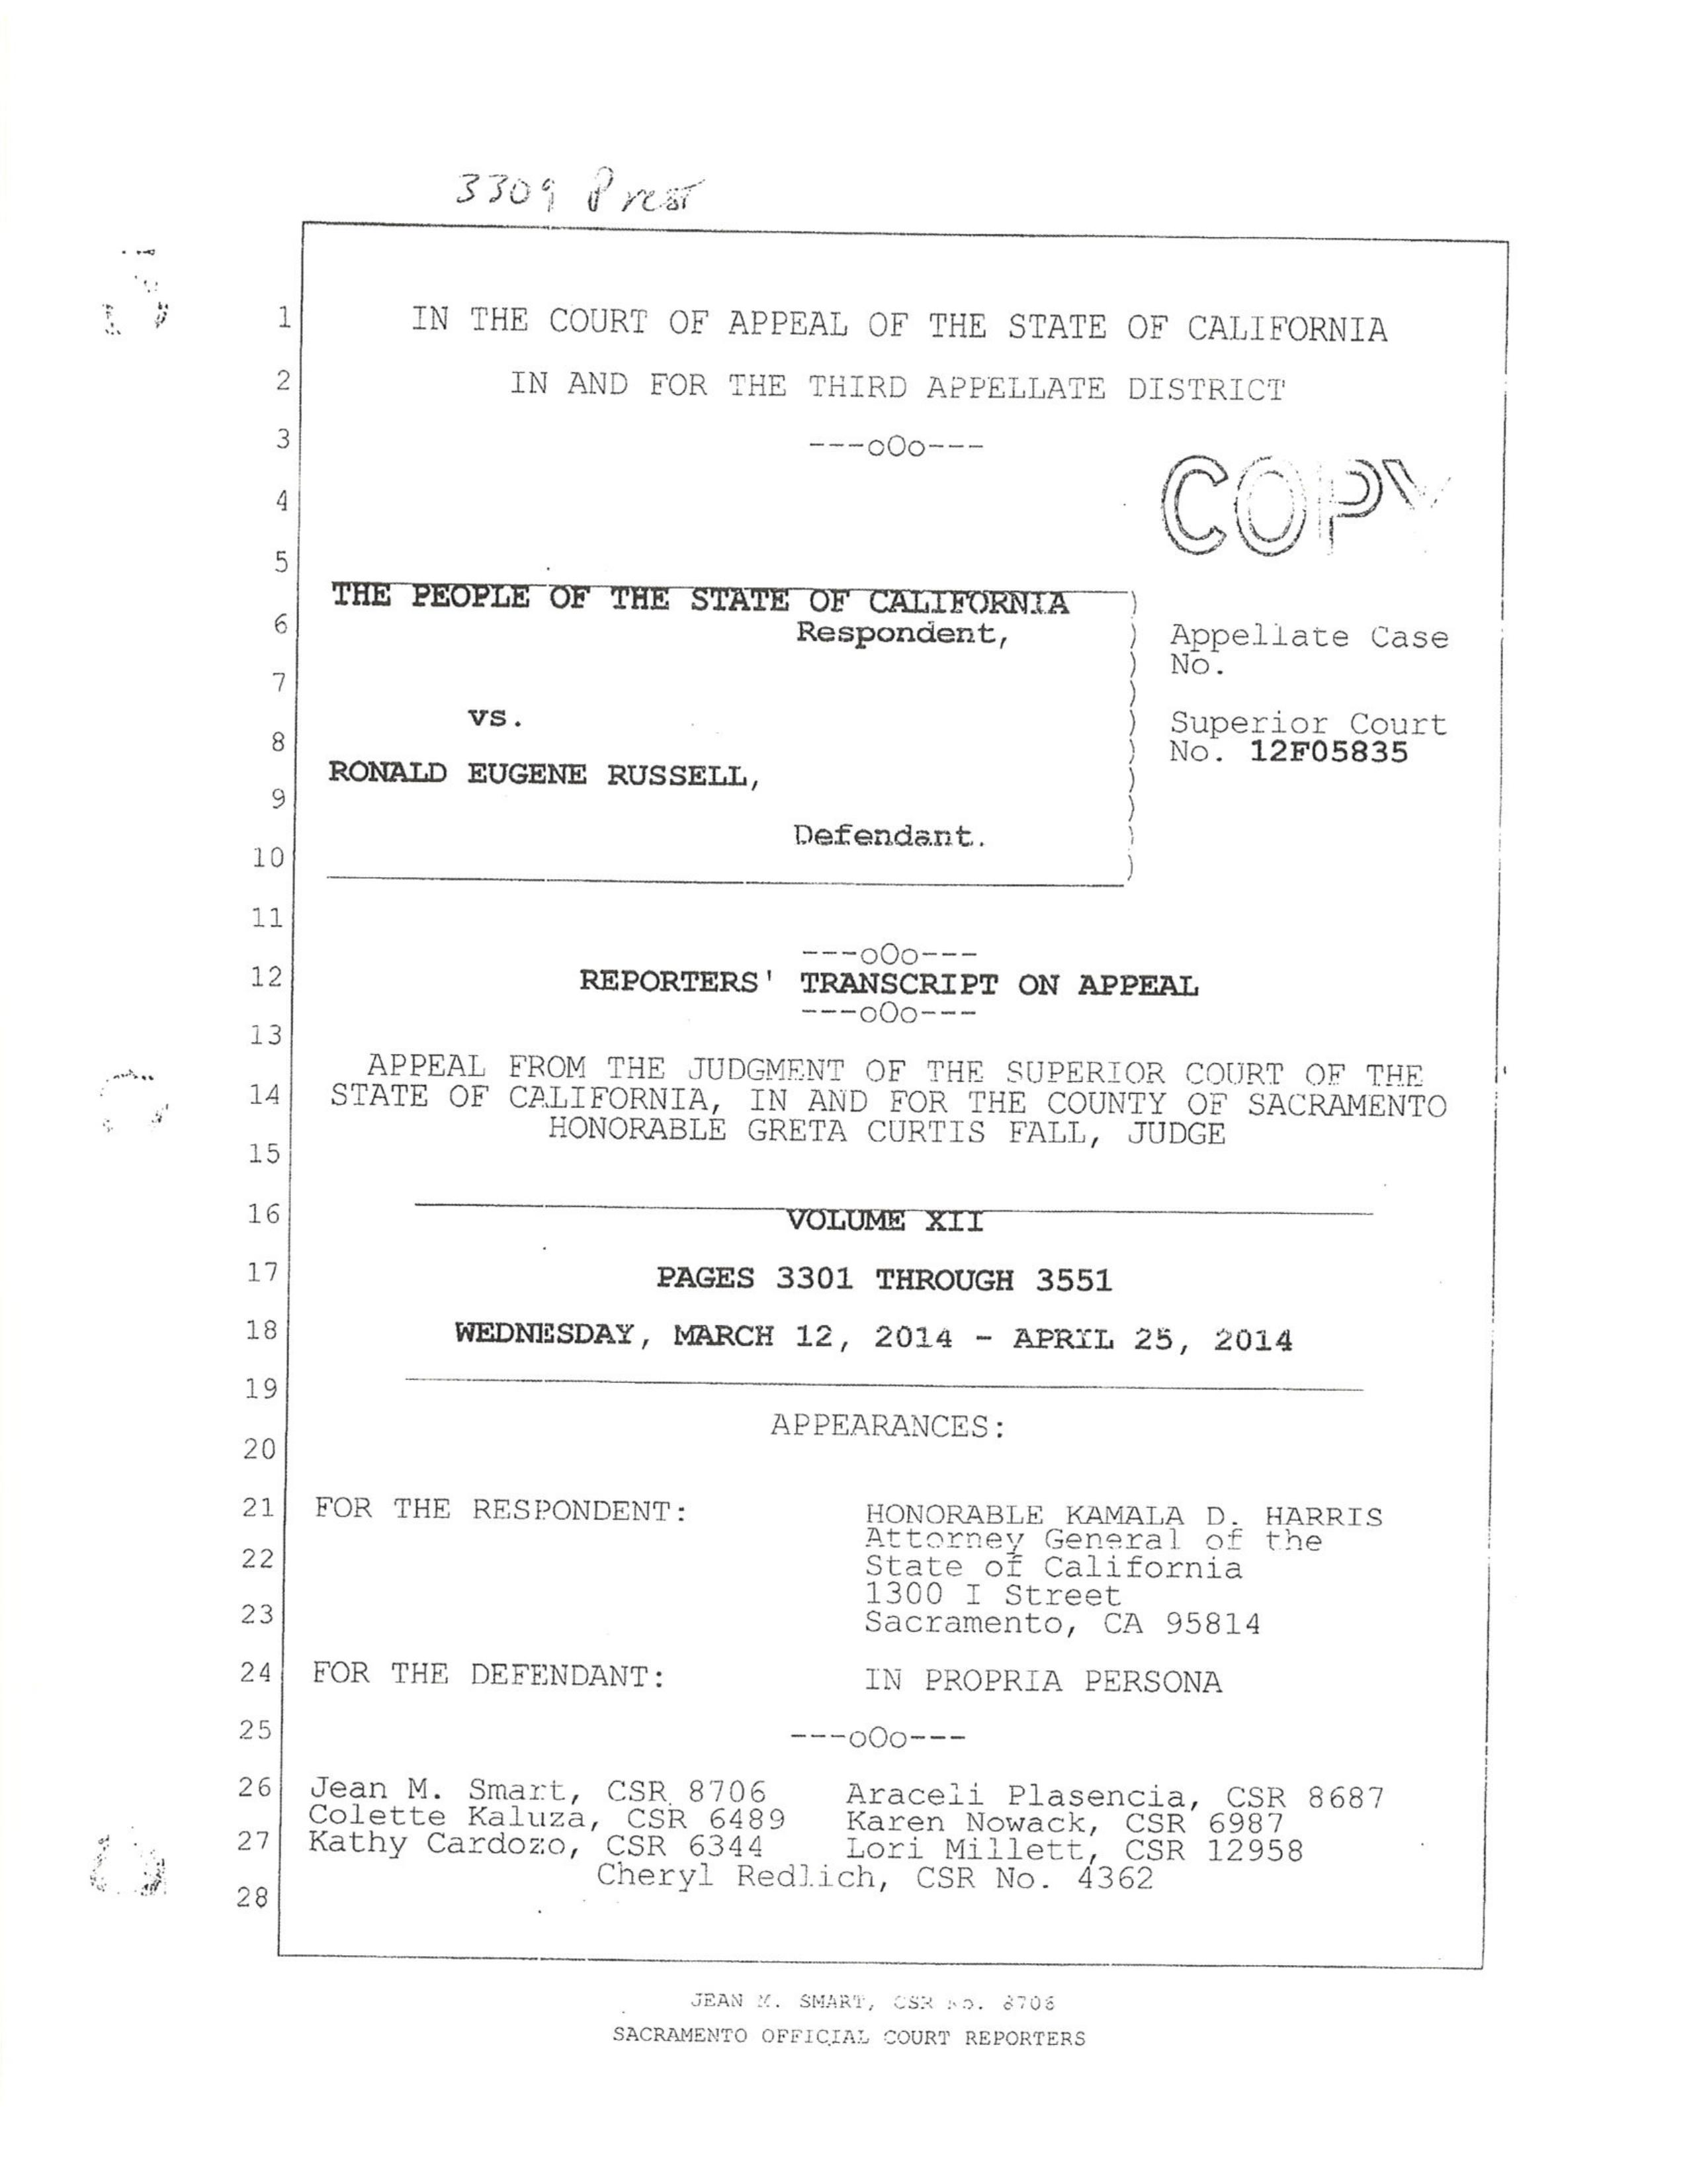 3309 Prest
1 IN THE COURT OF APPEAL OF THE STATE OF CALIFORNIA
2 IN AND FOR THE THIRD APPELLATE DISTRICT
3 ---oOo---
COPY
4
5
THE PEOPLE OF THE STATE OF CALIFORNIA )
6 Respondent, ) Appellate Case
) No.
7 )
vs. ) Superior Court
8 ) No. 12F05835
RONALD EUGENE RUSSELL, )
9 )
Defendant. )
10 )
11
---oOo---
12 REPORTERS' TRANSCRIPT ON APPEAL
---oOo---
13
APPEAL FROM THE JUDGMENT OF THE SUPERIOR COURT OF THE
14 STATE OF CALIFORNIA, IN AND FOR THE COUNTY OF SACRAMENTO
HONORABLE GRETA CURTIS FALL, JUDGE
15
16 VOLUME XII
17 PAGES 3301 THROUGH 3551
18 WEDNESDAY, MARCH 12, 2014 - APRIL 25, 2014
19
APPEARANCES:
20
21 FOR THE RESPONDENT: HONORABLE KAMALA D. HARRIS
Attorney General of the
22 State of California
1300 I Street
23 Sacramento, CA 95814
24 FOR THE DEFENDANT: IN PROPRIA PERSONA
25 ---oOo---
26 Jean M. Smart, CSR 8706 Araceli Plasencia, CSR 8687
Colette Kaluza, CSR 6489 Karen Nowack, CSR 6987
27 Kathy Cardozo, CSR 6344 Lori Millett, CSR 12958
Cheryl Redlich, CSR No. 4362
28
JEAN M. SMART, CSR No. 8706
SACRAMENTO OFFICIAL COURT REPORTERS